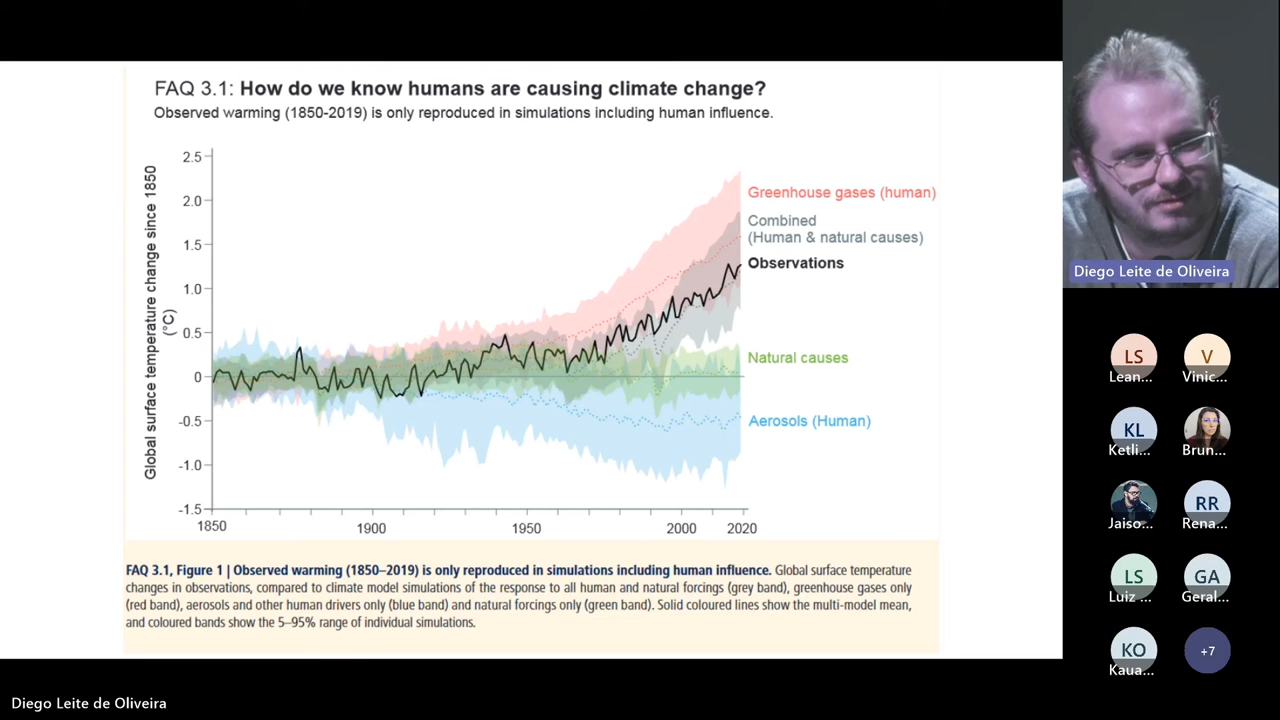 FAQ 3.1: How do we know humans are causing climate change?
Observed warming (1850-2019) is only reproduced in simulations including human influence.
Global surface temperature change since 1850
(°C)
2.5
2.0
1.5
1.0
0.5
0
-0.5
-1.0
-1.5
1850
1900
1950
2000
2020
Greenhouse gases (human)
Combined
(Human & natural causes)
Observations
Natural causes
Aerosols (Human)
FAQ 3.1, Figure 1 | Observed warming (1850–2019) is only reproduced in simulations including human influence. Global surface temperature
changes in observations, compared to climate model simulations of the response to all human and natural forcings (grey band), greenhouse gases only
(red band), aerosols and other human drivers only (blue band) and natural forcings only (green band). Solid coloured lines show the multi-model mean,
and coloured bands show the 5–95% range of individual simulations.
Diego Leite de Oliveira
LS
Lean...
V
Vinic...
KL
Ketli...
Brun...
Jaiso...
RR
Rena...
LS
Luiz ...
GA
Geral...
KO
Kaua...
+7
Diego Leite de Oliveira